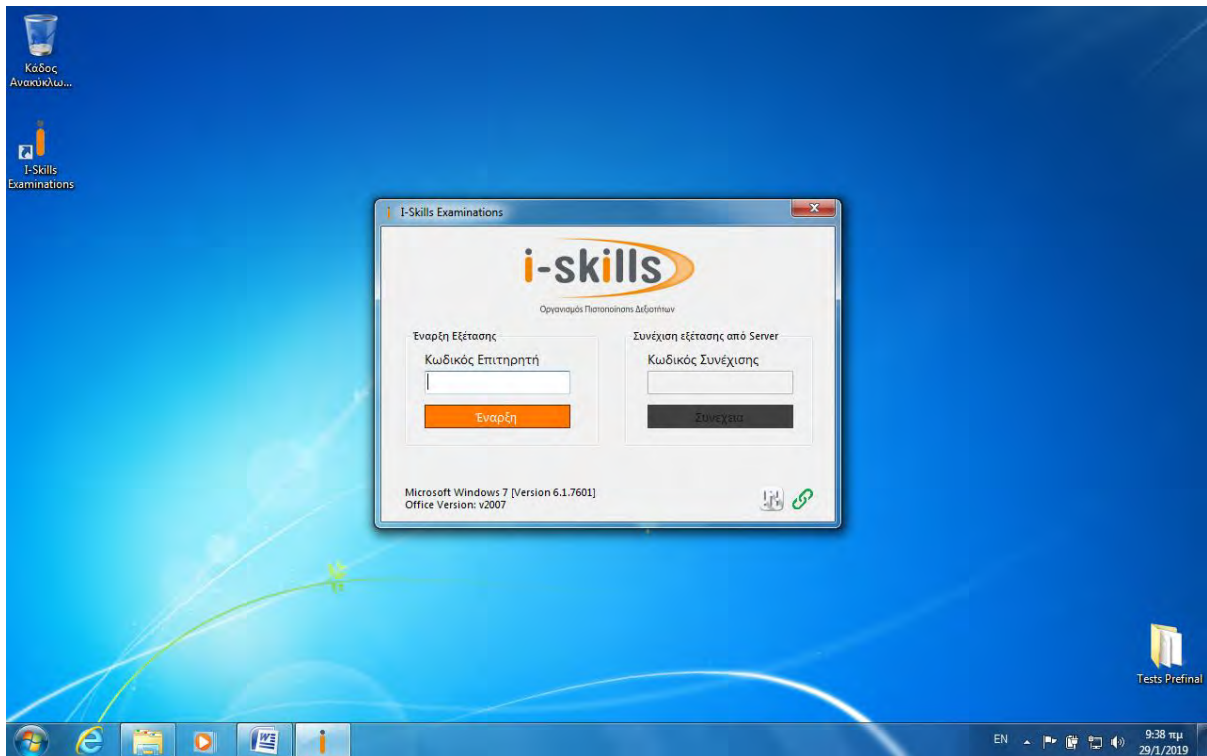 Κάδος
Ανακύκλω...
I-Skills
Examinations
I-Skills Examinations
i-skills
Οργανισμός Πιστοποίησης Δεξιοτήτων
Έναρξη Εξέτασης
Κωδικός Επιτηρητή
Έναρξη
Συνέχιση εξέτασης από Server
Κωδικός Συνέχισης
Συνέχεια
Microsoft Windows 7 [Version 6.1.7601]
Office Version: v2007
Tests Prefinal
EN
9:38 πμ
29/1/2019